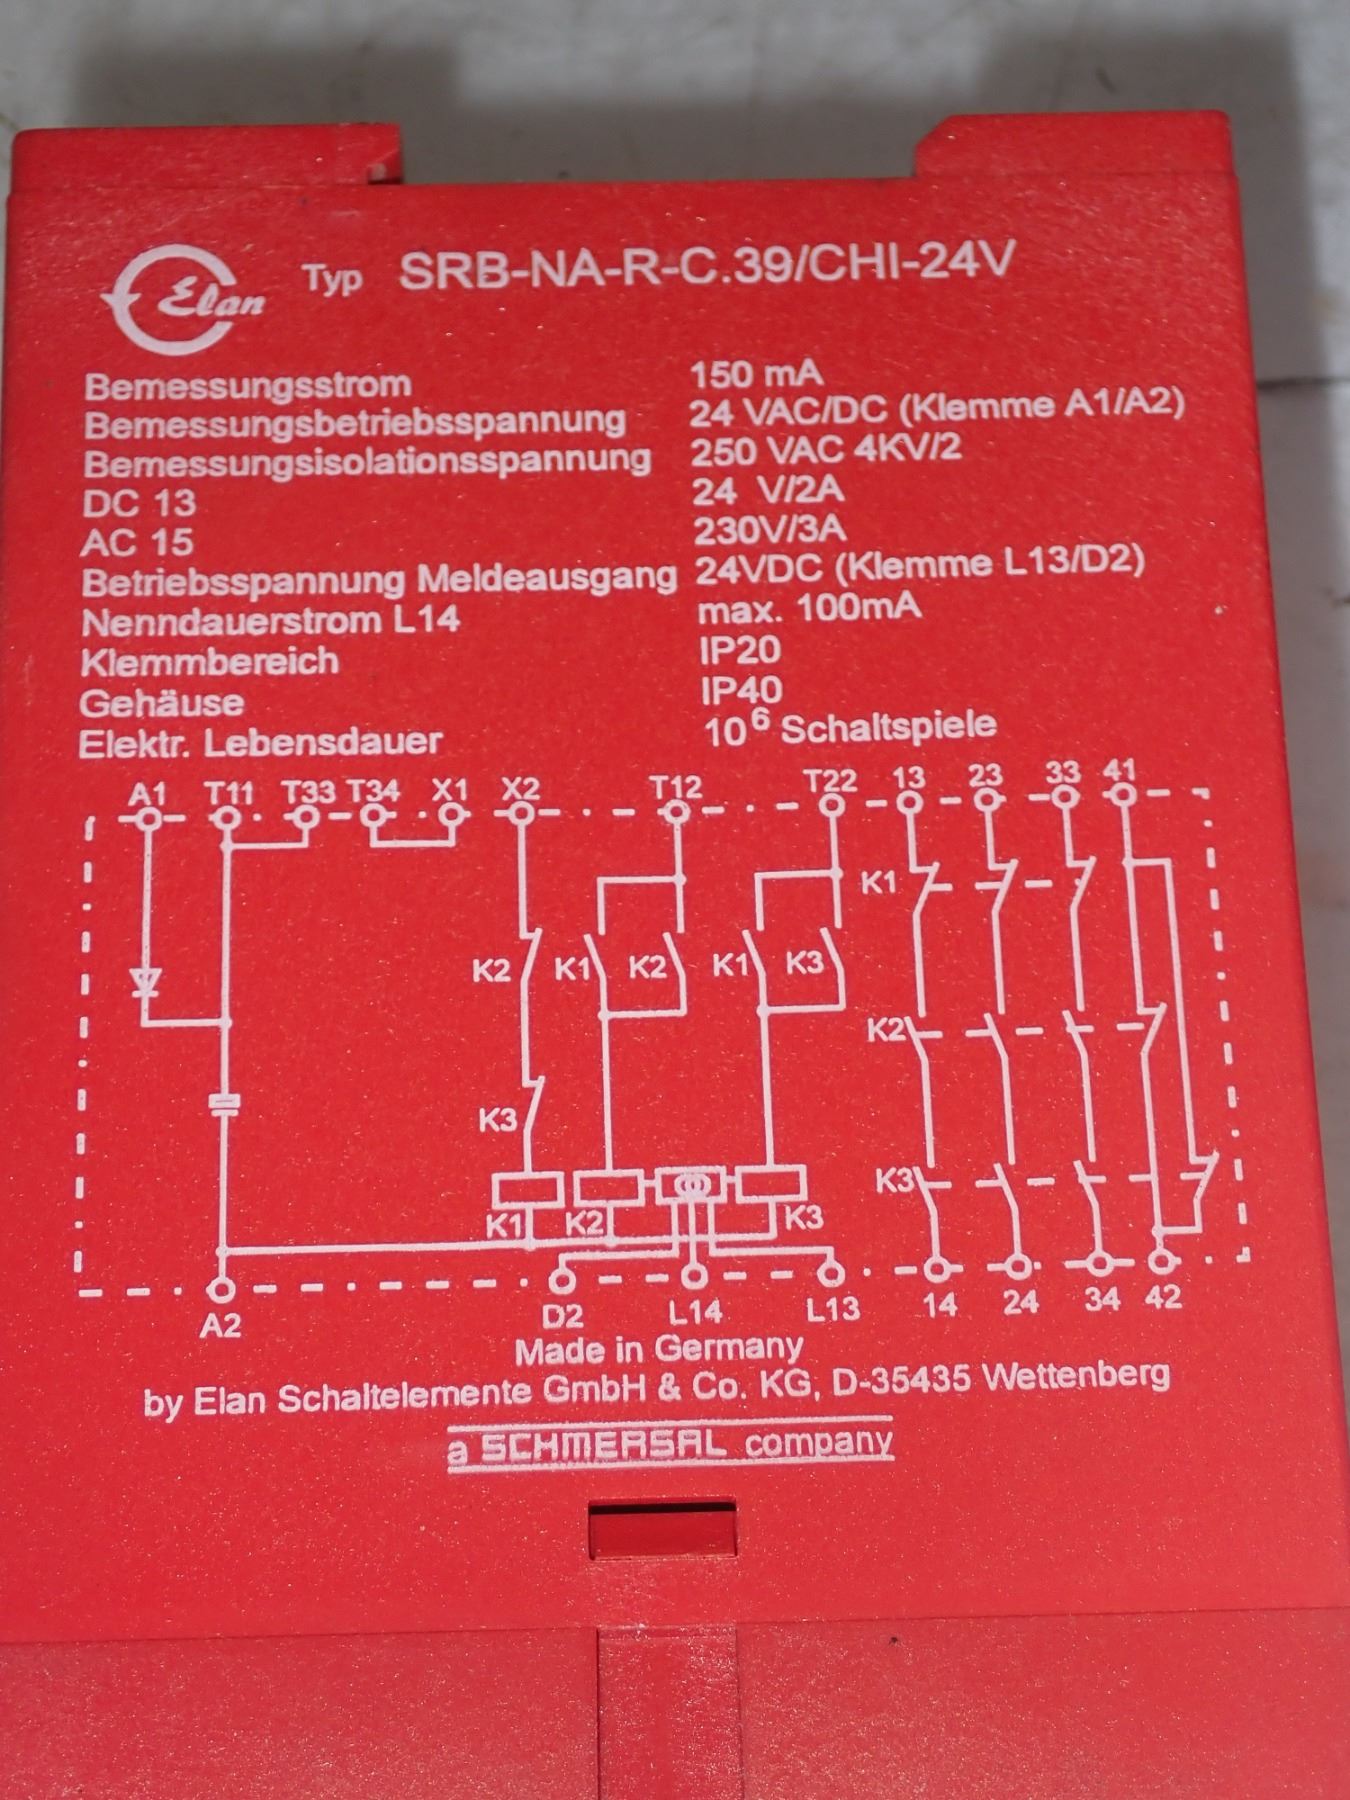 Elan Typ SRB-NA-R-C.39/CHI-24V
Bemessungsstrom 150 mA
Bemessungsbetriebsspannung 24 VAC/DC (Klemme A1/A2)
Bemessungsisolationsspannung 250 VAC 4KV/2
DC 13 24 V/2A
AC 15 230V/3A
Betriebsspannung Meldeausgang 24VDC (Klemme L13/D2)
Nenndauerstrom L14 max. 100mA
Klemmbereich IP20
Gehäuse IP40
Elektr. Lebensdauer 10⁶ Schaltspiele
A1 T11 T33 T34 X1 X2 T12 T22 13 23 33 41
K1
K2 K1 K2 K1 K3
K2
K3
K3
K1 K2 K3
A2 D2 L14 L13 14 24 34 42
Made in Germany
by Elan Schaltelemente GmbH & Co. KG, D-35435 Wettenberg
a SCHMERSAL company